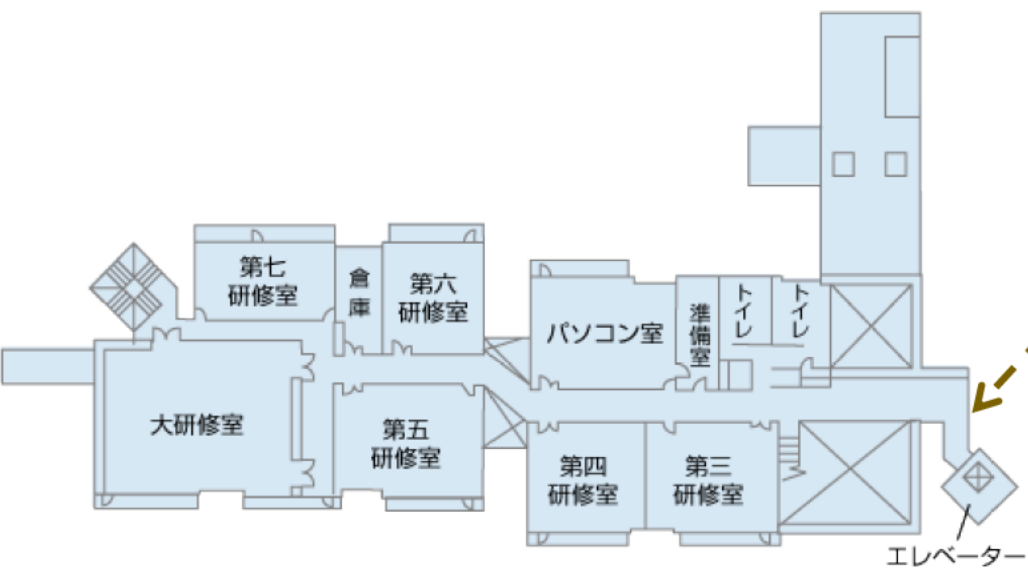 第七
研修室
倉庫
第六
研修室
パソコン室
準備室
トイレ
トイレ
大研修室
第五
研修室
第四
研修室
第三
研修室
エレベーター